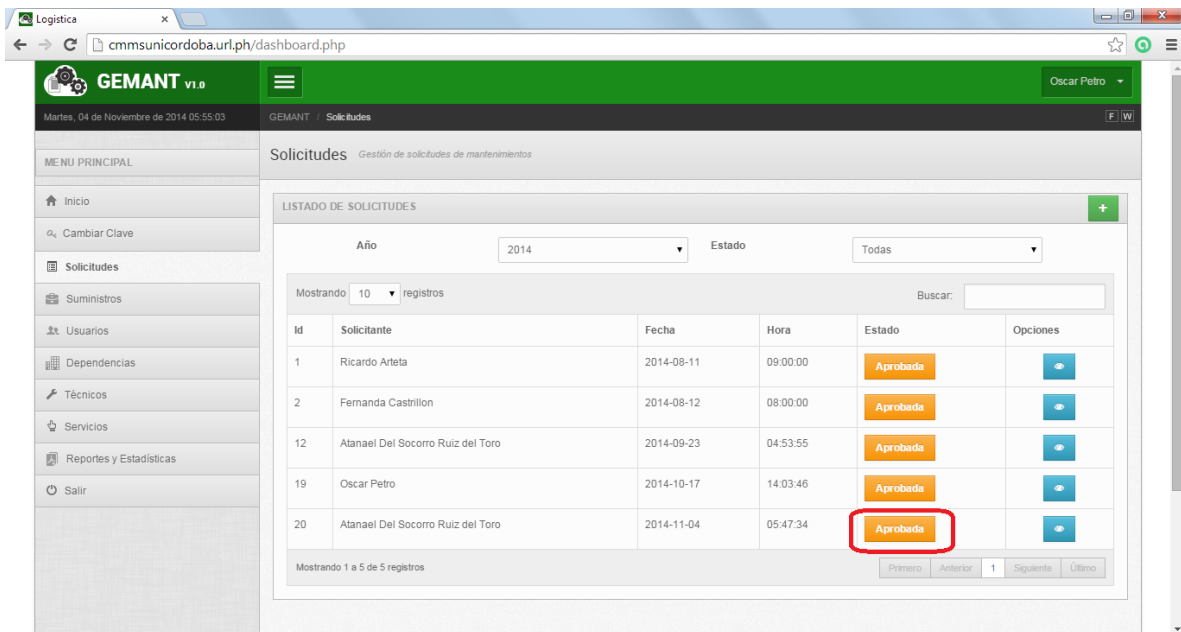 Logistica
cmmsunicordoba.url.ph/dashboard.php
GEMANT V1.0
Oscar Petro
Martes, 04 de Noviembre de 2014 05:55:03
GEMANT / Solicitudes
F W
MENU PRINCIPAL
Inicio
Cambiar Clave
Solicitudes
Suministros
Usuarios
Dependencias
Técnicos
Servicios
Reportes y Estadísticas
Salir
Solicitudes Gestión de solicitudes de mantenimientos
LISTADO DE SOLICITUDES +
Año 2014 Estado Todas
Mostrando 10 registros Buscar:
Id Solicitante Fecha Hora Estado Opciones
1 Ricardo Arteta 2014-08-11 09:00:00 Aprobada
2 Fernanda Castrillon 2014-08-12 08:00:00 Aprobada
12 Atanael Del Socorro Ruiz del Toro 2014-09-23 04:53:55 Aprobada
19 Oscar Petro 2014-10-17 14:03:46 Aprobada
20 Atanael Del Socorro Ruiz del Toro 2014-11-04 05:47:34 Aprobada
Mostrando 1 a 5 de 5 registros Primero Anterior 1 Siguiente Último